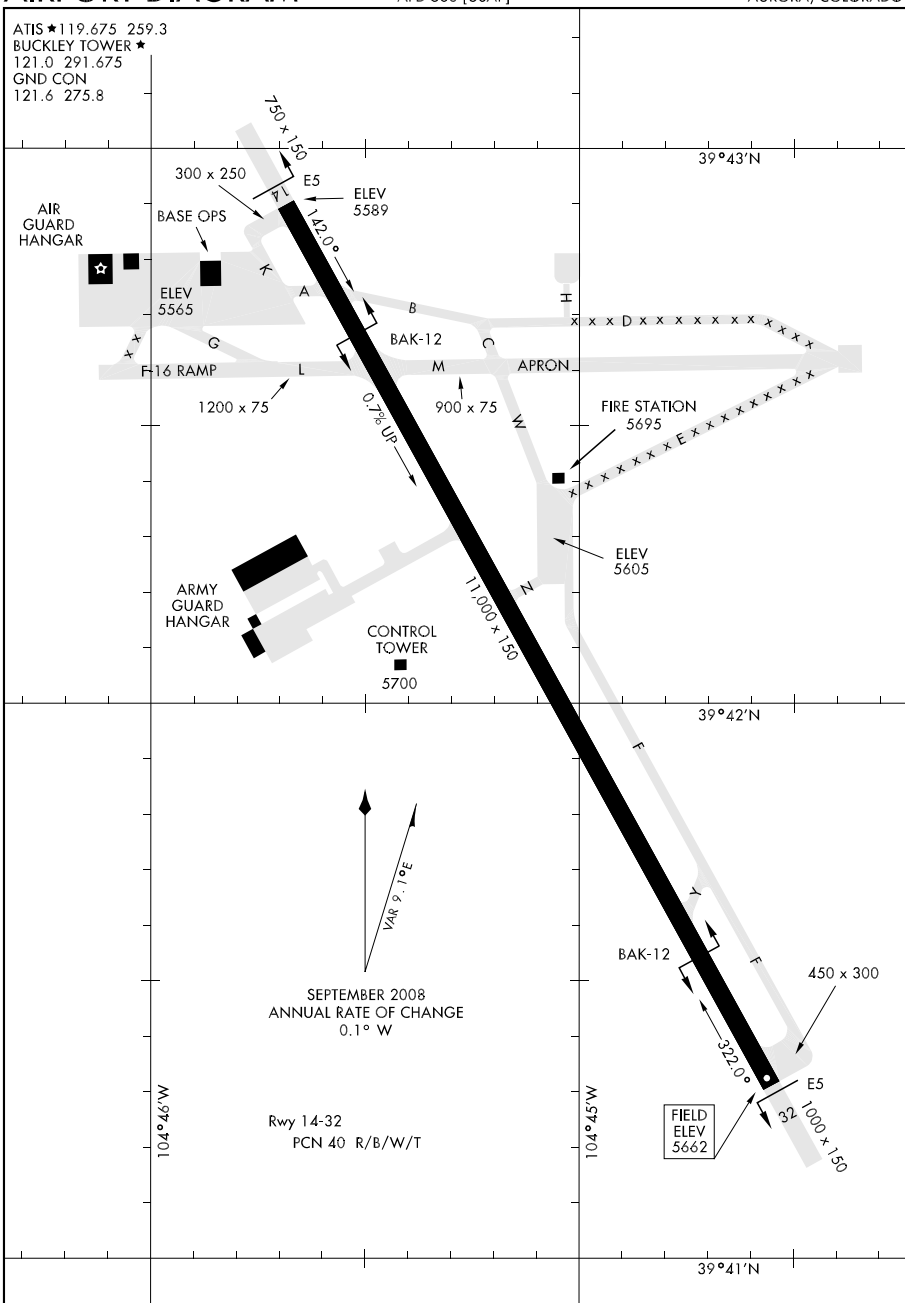 ATIS ★ 119.675 259.3
BUCKLEY TOWER ★
121.0 291.675
GND CON
121.6 275.8
750 x 150
39°43'N
300 x 250
E5
14
ELEV
5589
AIR
GUARD
HANGAR
BASE OPS
142.0°
K
ELEV
5565
A
B
H
x x x D x x x x x x x x x x
G
C
BAK-12
x x
F-16 RAMP
L
M
APRON
1200 x 75
900 x 75
0.7% UP
W
FIRE STATION
5695
x x x x x x x E x x x x x x x x x
ELEV
5605
ARMY
GUARD
HANGAR
11,000 x 150
Z
CONTROL
TOWER
5700
39°42'N
F
VAR 9.1°E
Y
BAK-12
F
450 x 300
SEPTEMBER 2008
ANNUAL RATE OF CHANGE
0.1° W
322.0°
E5
104°46'W
104°45'W
Rwy 14-32
PCN 40 R/B/W/T
FIELD
ELEV
5662
32
1000 x 150
39°41'N